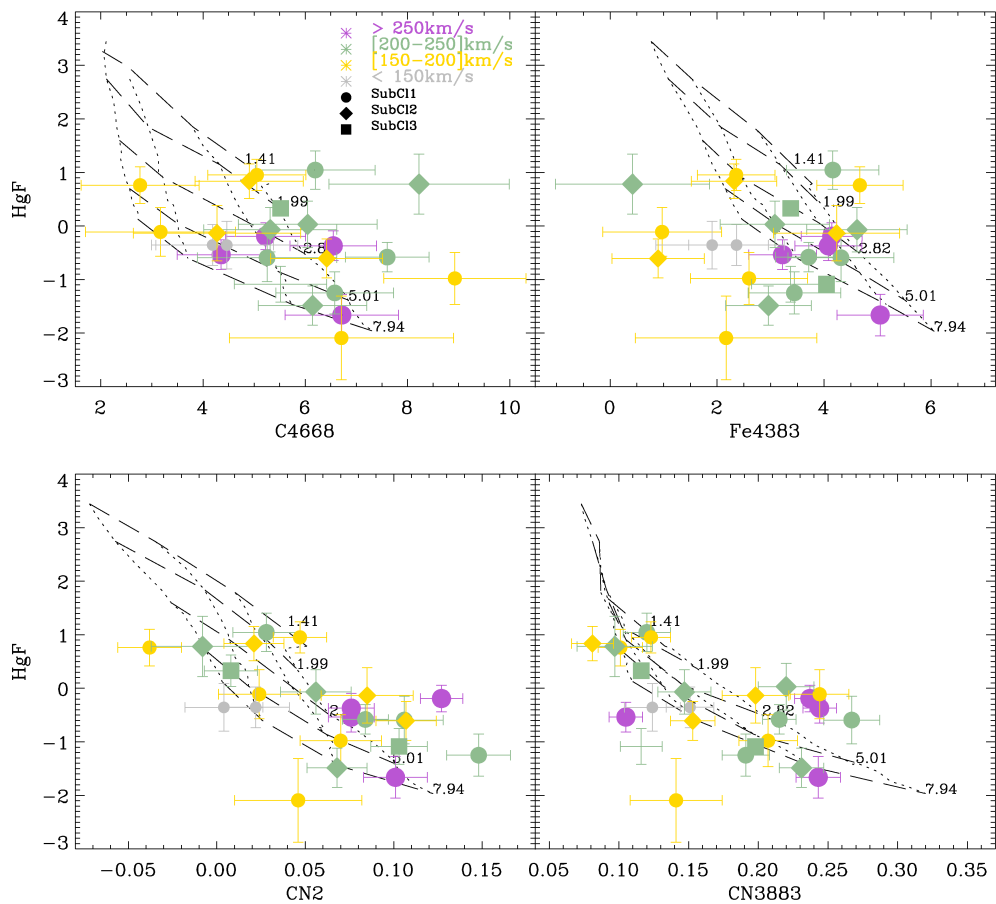 > 250km/s
[200-250]km/s
[150-200]km/s
< 150km/s
SubCl1
SubCl2
SubCl3
4
3
2
1
0
-1
-2
-3
HgF
1.41
1.99
5.01
7.94
2 4 6 8 10
C4668
1.41
1.99
2.82
5.01
7.94
0 2 4 6
Fe4383
4
3
2
1
0
-1
-2
-3
HgF
1.41
1.99
5.01
7.94
-0.05 0.00 0.05 0.10 0.15
CN2
1.41
1.99
2.82
5.01
7.94
0.05 0.10 0.15 0.20 0.25 0.30 0.35
CN3883